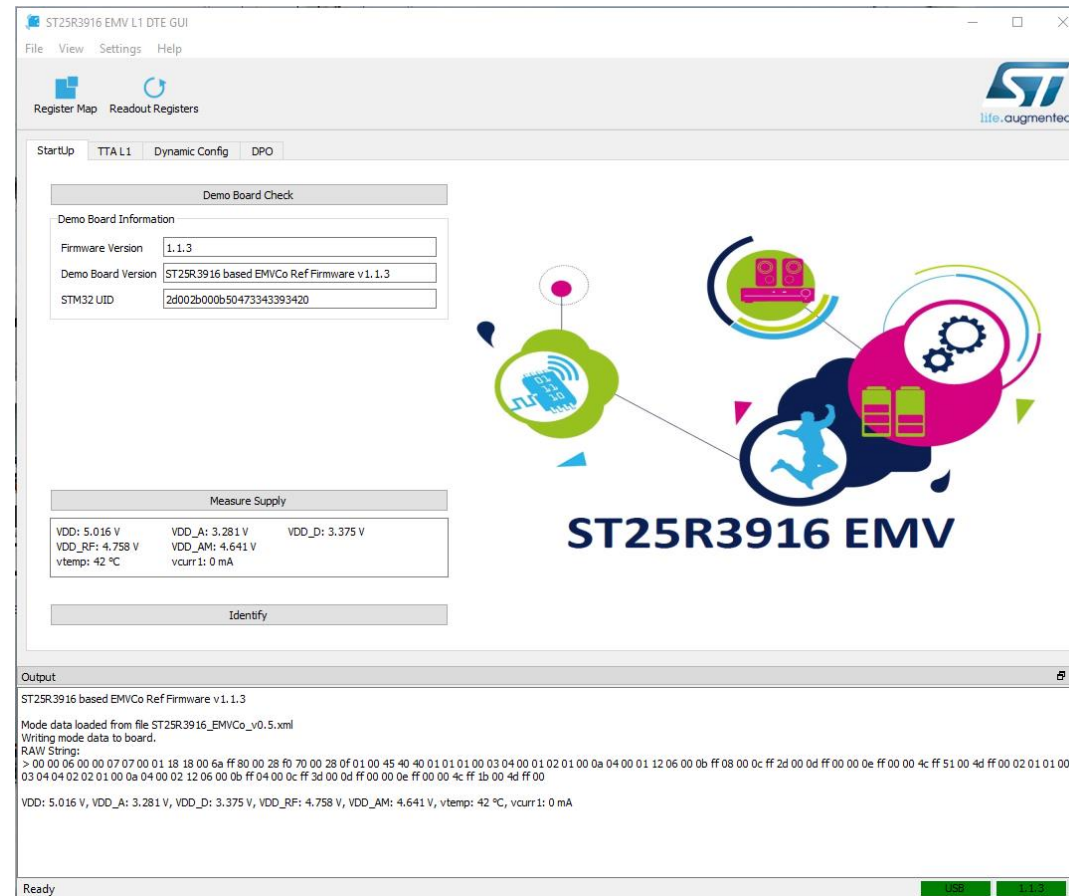 ST25R3916 EMV L1 DTE GUI
File View Settings Help
Register Map Readout Registers
ST
life.augmented
StartUp TTA L1 Dynamic Config DPO
Demo Board Check
Demo Board Information
Firmware Version 1.1.3
Demo Board Version ST25R3916 based EMVCo Ref Firmware v1.1.3
STM32 UID 2d002b000b50473343393420
01
11
10
Measure Supply
VDD: 5.016 V VDD_A: 3.281 V VDD_D: 3.375 V
VDD_RF: 4.758 V VDD_AM: 4.641 V
vtemp: 42 ºC vcurr1: 0 mA
ST25R3916 EMV
Identify
Output
ST25R3916 based EMVCo Ref Firmware v1.1.3
Mode data loaded from file ST25R3916_EMVCo_v0.5.xml
Writing mode data to board.
RAW String:
> 00 00 06 00 00 07 07 00 01 18 18 00 6a ff 80 00 28 f0 70 00 28 0f 01 00 45 40 40 01 01 01 00 03 04 00 01 02 01 00 0a 04 00 01 12 06 00 0b ff 08 00 0c ff 2d 00 0d ff 00 00 0e ff 00 00 4c ff 51 00 4d ff 00 02 01 01 00
03 04 04 02 02 01 00 0a 04 00 02 12 06 00 0b ff 04 00 0c ff 3d 00 0d ff 00 00 0e ff 00 00 4c ff 1b 00 4d ff 00
VDD: 5.016 V, VDD_A: 3.281 V, VDD_D: 3.375 V, VDD_RF: 4.758 V, VDD_AM: 4.641 V, vtemp: 42 ºC, vcurr1: 0 mA
Ready USB 1.1.3